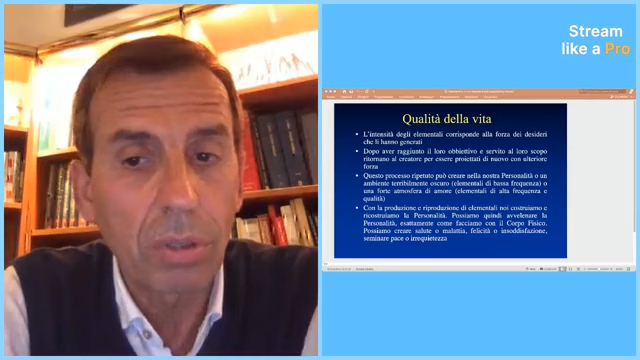 Stream
like a Pro
Qualità della vita
• L'intensità degli elementali corrisponde alla forza dei desideri
che li hanno generati
• Dopo aver raggiunto il loro obbiettivo e servito al loro scopo
ritornano al creatore per essere proiettati di nuovo con ulteriore
forza
• Questo processo ripetuto può creare nella nostra Personalità o un
ambiente terribilmente oscuro (elementali di bassa frequenza) o
una forte atmosfera di amore (elementali di alta frequenza e
qualità)
• Con la produzione e riproduzione di elementali noi costruiamo e
ricostruiamo la Personalità. Possiamo quindi avvelenare la
Personalità, esattamente come facciamo con il Corpo Fisico.
Possiamo creare salute o malattia, felicità o insoddisfazione,
seminare pace o irrequietezza